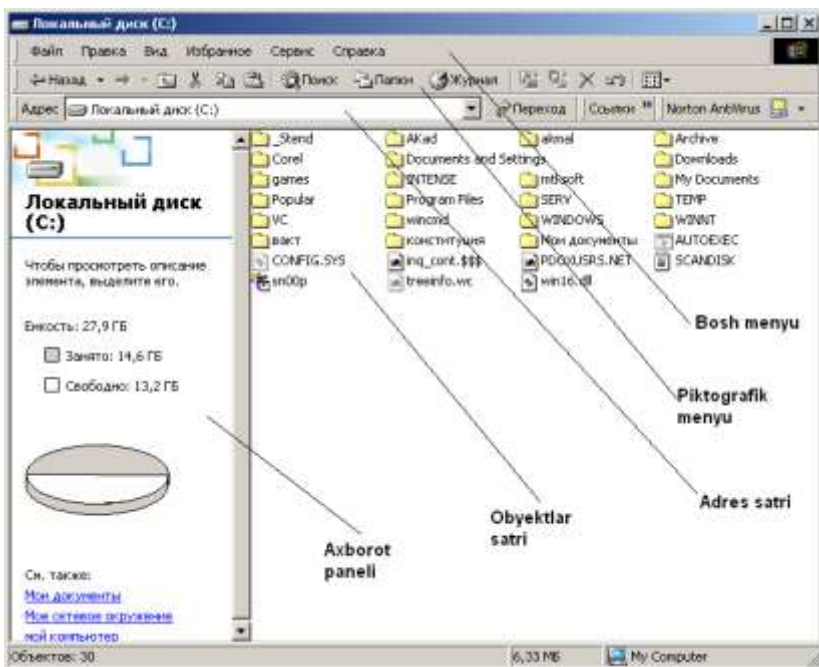 Локальный диск (C:)
Файл Правка Вид Избранное Сервис Справка
Назад Поиск Папки Журнал
Адрес Локальный диск (C:) Переход Ссылки » Norton AntiVirus
_Stend AKad akmal Archive
Corel Documents and Settings Downloads
games INTENSE mtksoft My Documents
Popular Program Files SERV TEMP
VC wincmd WINDOWS WINNT
вакт конституция Мои документы AUTOEXEC
CONFIG.SYS inq_cont.$$$ PDOXUSRS.NET SCANDISK
sn00p treeinfo.wc win16.dll
Локальный диск
(C:)
Чтобы просмотреть описание
элемента, выделите его.
Емкость: 27,9 ГБ
Занято: 14,6 ГБ
Свободно: 13,2 ГБ
Bosh menyu
Piktografik
menyu
Adres satri
Obyektlar
satri
Axborot
paneli
См. также:
Мои документы
Мое сетевое окружение
мой компьютер
Объектов: 30 6,33 МБ My Computer